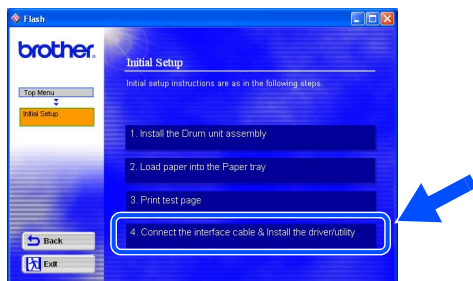 Flash
brother.
Top Menu
Initial Setup
Initial Setup
Initial setup instructions are as in the following steps.
1. Install the Drum unit assembly
2. Load paper into the Paper tray
3. Print test page
4. Connect the interface cable & Install the driver/utility
Back
Exit